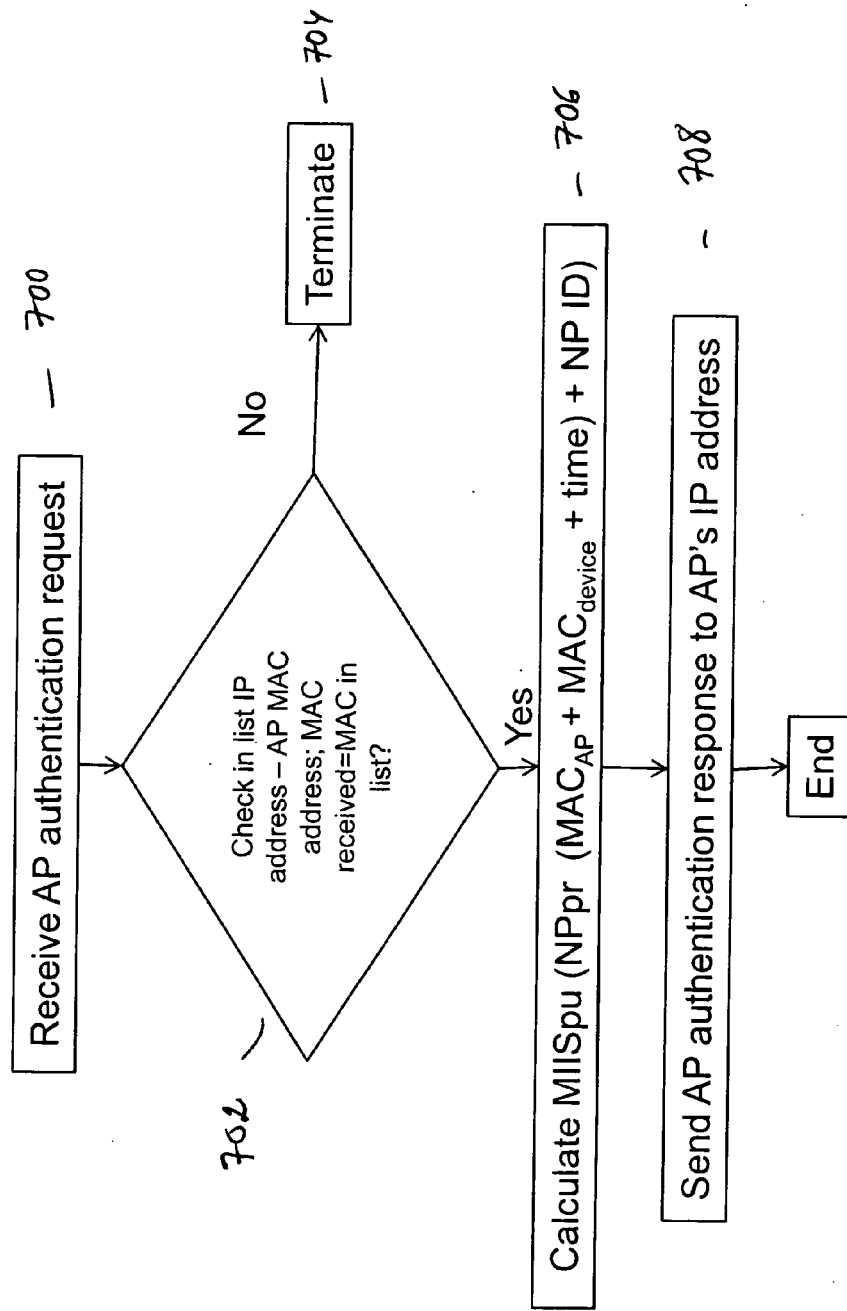 Receive AP authentication request
– 700
Check in list IP
address – AP MAC
address; MAC
received=MAC in
list?
702
No
Terminate
– 704
Yes
Calculate MIISpu (NPpr (MAC_AP + MAC_device + time) + NP ID)
– 706
Send AP authentication response to AP's IP address
– 708
End